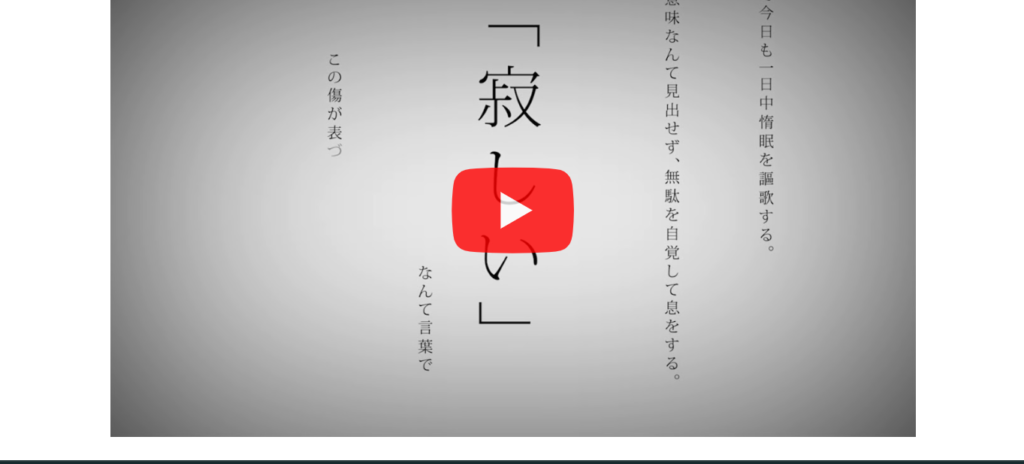 今日も一日中惰眠を謳歌する。
意味なんて見出せず、無駄を自覚して息をする。
「寂しい」
なんて言葉で
この傷が表づ